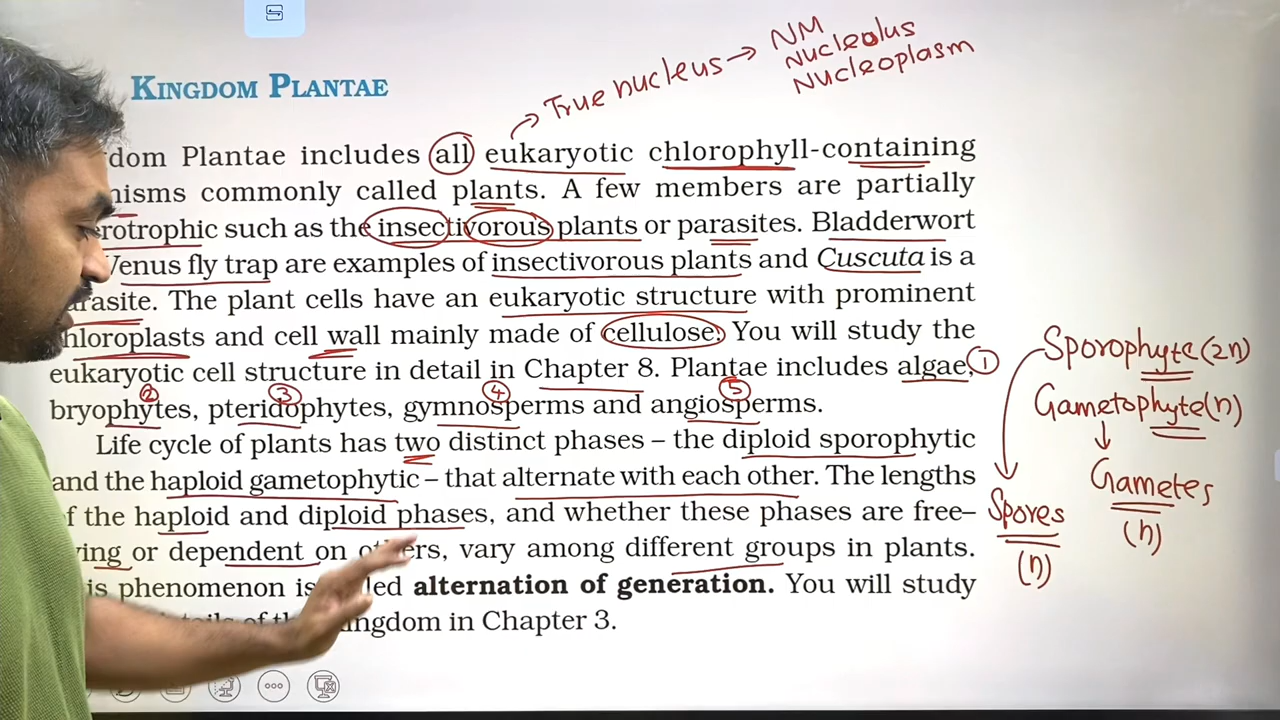 KINGDOM PLANTAE
True nucleus → NM
Nucleolus
Nucleoplasm
dom Plantae includes all eukaryotic chlorophyll-containing
nisms commonly called plants. A few members are partially
rotrophic such as the insectivorous plants or parasites. Bladderwort
Venus fly trap are examples of insectivorous plants and Cuscuta is a
arasite. The plant cells have an eukaryotic structure with prominent
hloroplasts and cell wall mainly made of cellulose. You will study the
eukaryotic cell structure in detail in Chapter 8. Plantae includes algae, 1
2 3 4 5
bryophytes, pteridophytes, gymnosperms and angiosperms.
Life cycle of plants has two distinct phases – the diploid sporophytic
and the haploid gametophytic – that alternate with each other. The lengths
f the haploid and diploid phases, and whether these phases are free–
ing or dependent on others, vary among different groups in plants.
is phenomenon is led alternation of generation. You will study
ngdom in Chapter 3.
Sporophyte (2n)
Gametophyte (n)
Gametes
(n)
Spores
(n)